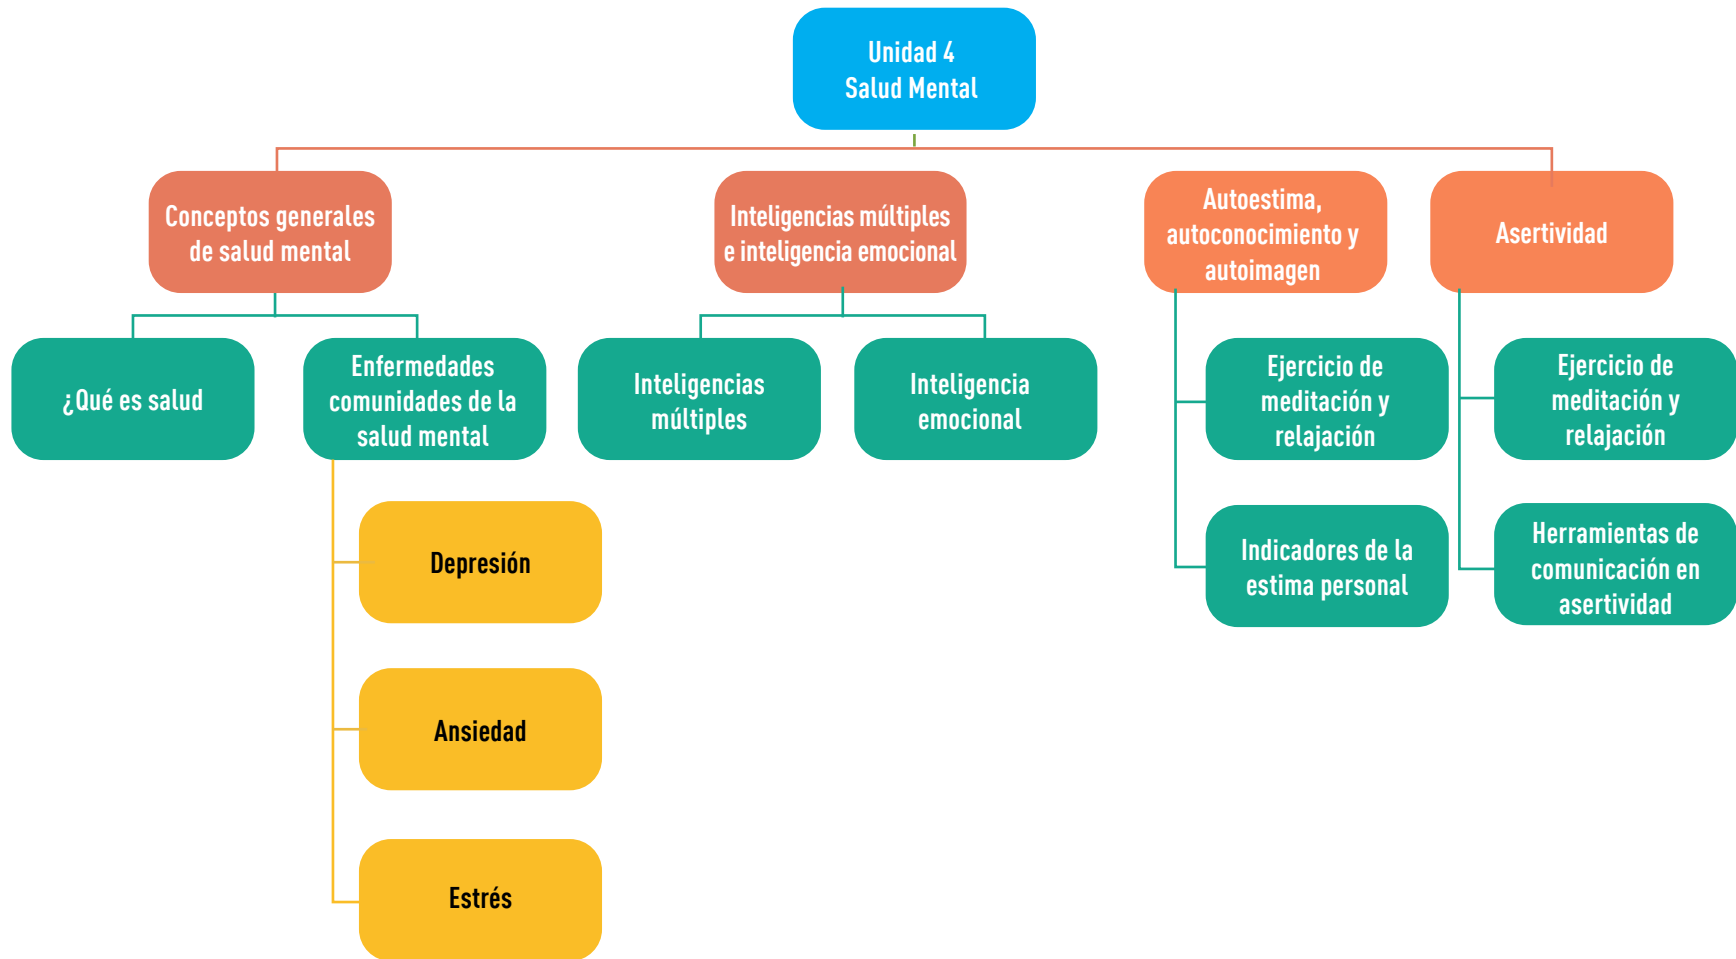 Unidad 4
Salud Mental
Conceptos generales
de salud mental
Inteligencias múltiples
e inteligencia emocional
Autoestima,
autoconocimiento y
autoimagen
Asertividad
¿Qué es salud
Enfermedades
comunidades de la
salud mental
Inteligencias
múltiples
Inteligencia
emocional
Ejercicio de
meditación y
relajación
Ejercicio de
meditación y
relajación
Depresión
Indicadores de la
estima personal
Herramientas de
comunicación en
asertividad
Ansiedad
Estrés